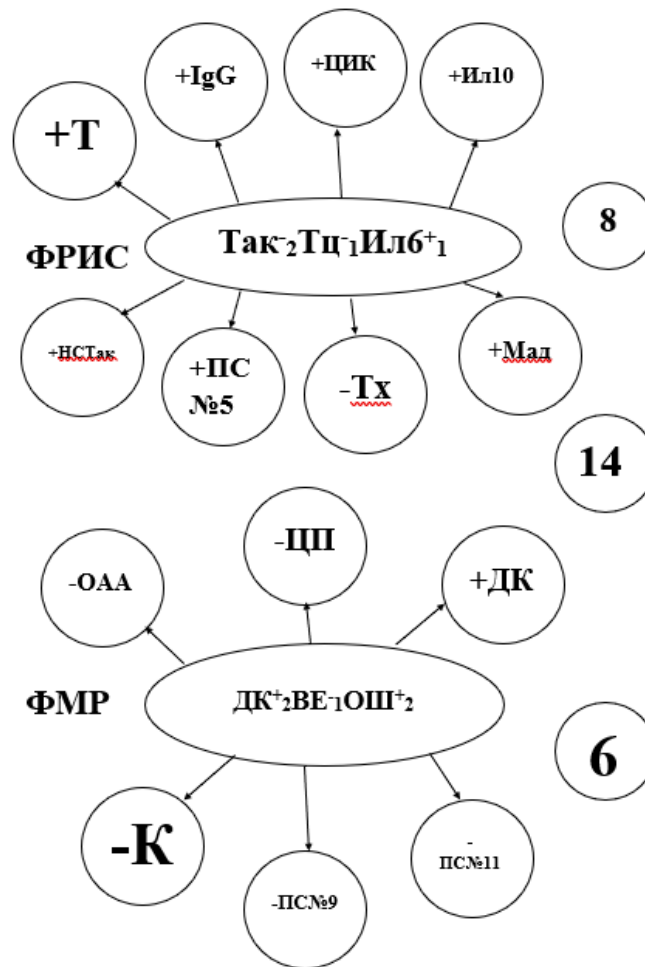 +IgG
+ЦИК
+Ил10
+Т
8
Так⁻₂Тц⁻₁Ил6⁺₁
ФРИС
+НСТак
+ПС
№5
-Тх
+Мад
14
-ОАА
-ЦП
+ДК
ФМР
ДК⁺₂ВЕ⁻₁ОШ⁺₂
6
-К
-ПС№9
-
ПС№11